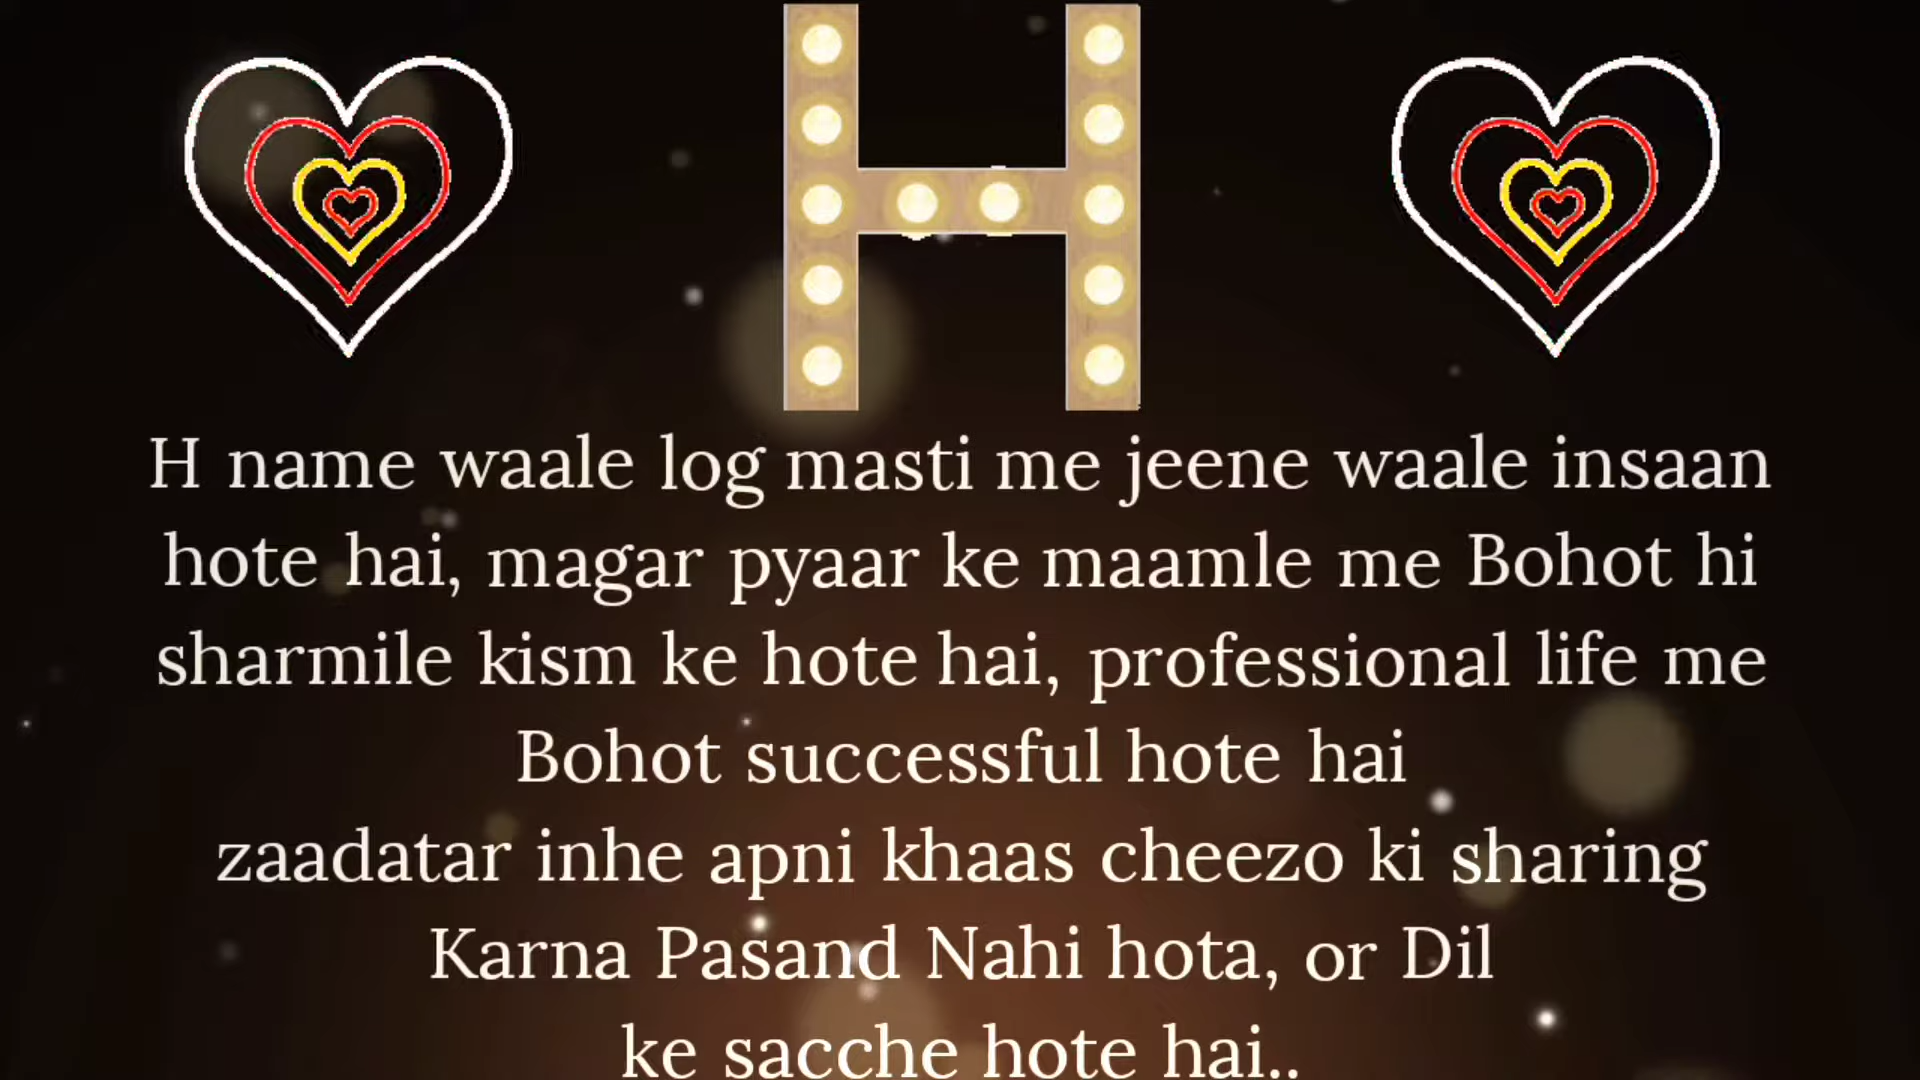 H
H name waale log masti me jeene waale insaan
hote hai, magar pyaar ke maamle me Bohot hi
sharmile kism ke hote hai, professional life me
Bohot successful hote hai
zaadatar inhe apni khaas cheezo ki sharing
Karna Pasand Nahi hota, or Dil
ke sacche hote hai..